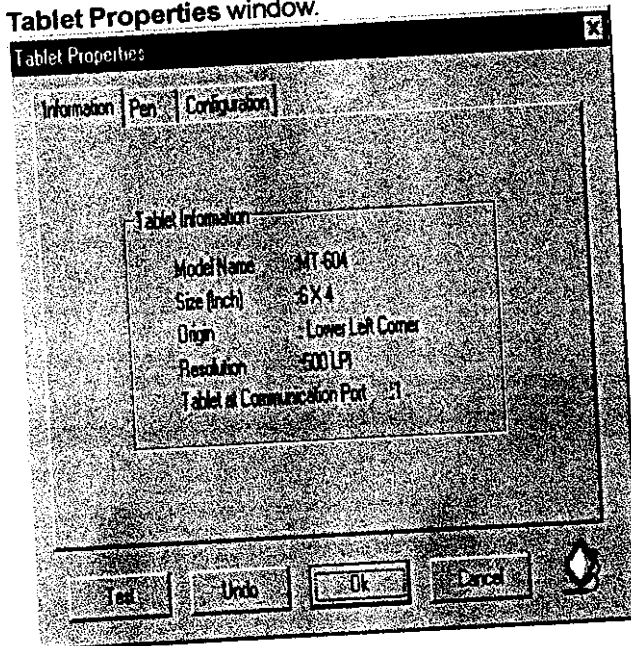 Tablet Properties window.
Tablet Properties
Information Pen Configuration
Tablet Information
Model Name :MT-604
Size (Inch) :6 X 4
Origin :Lower Left Corner
Resolution :500 LPI
Tablet at Communication Port :1
Test Undo Ok Cancel